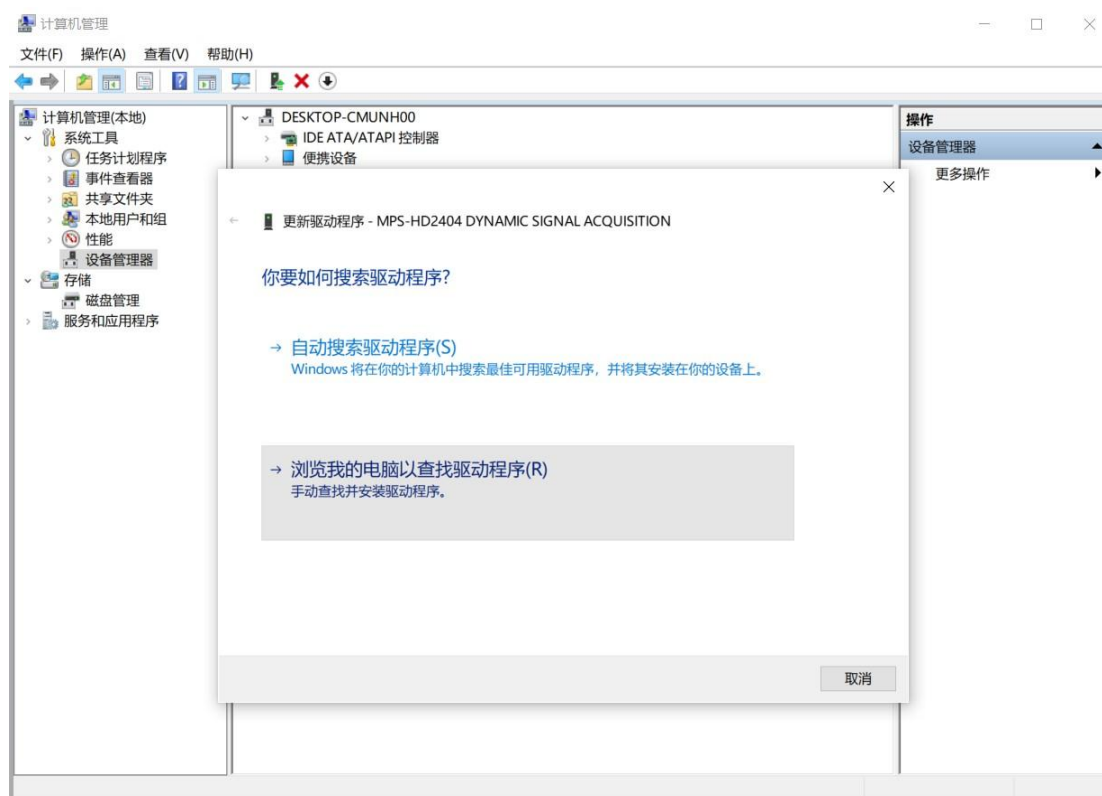 计算机管理
文件(F) 操作(A) 查看(V) 帮助(H)
计算机管理(本地)
系统工具
任务计划程序
事件查看器
共享文件夹
本地用户和组
性能
设备管理器
存储
磁盘管理
服务和应用程序
DESKTOP-CMUNH00
IDE ATA/ATAPI 控制器
便携设备
操作
设备管理器
更多操作
更新驱动程序 - MPS-HD2404 DYNAMIC SIGNAL ACQUISITION
你要如何搜索驱动程序?
自动搜索驱动程序(S)
Windows 将在你的计算机中搜索最佳可用驱动程序，并将其安装在你的设备上。
浏览我的电脑以查找驱动程序(R)
手动查找并安装驱动程序。
取消